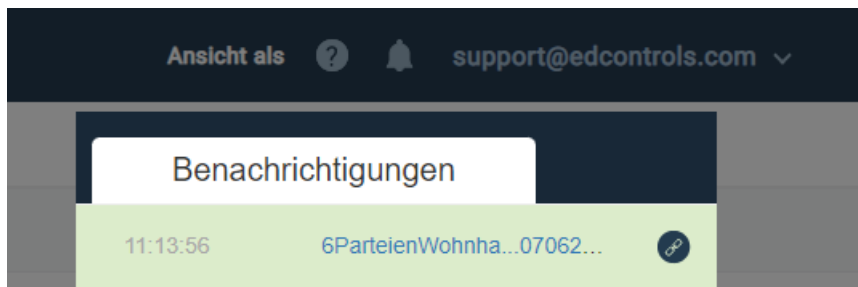 Ansicht als ? support@edcontrols.com
Benachrichtigungen
11:13:56 6ParteienWohnha...07062...